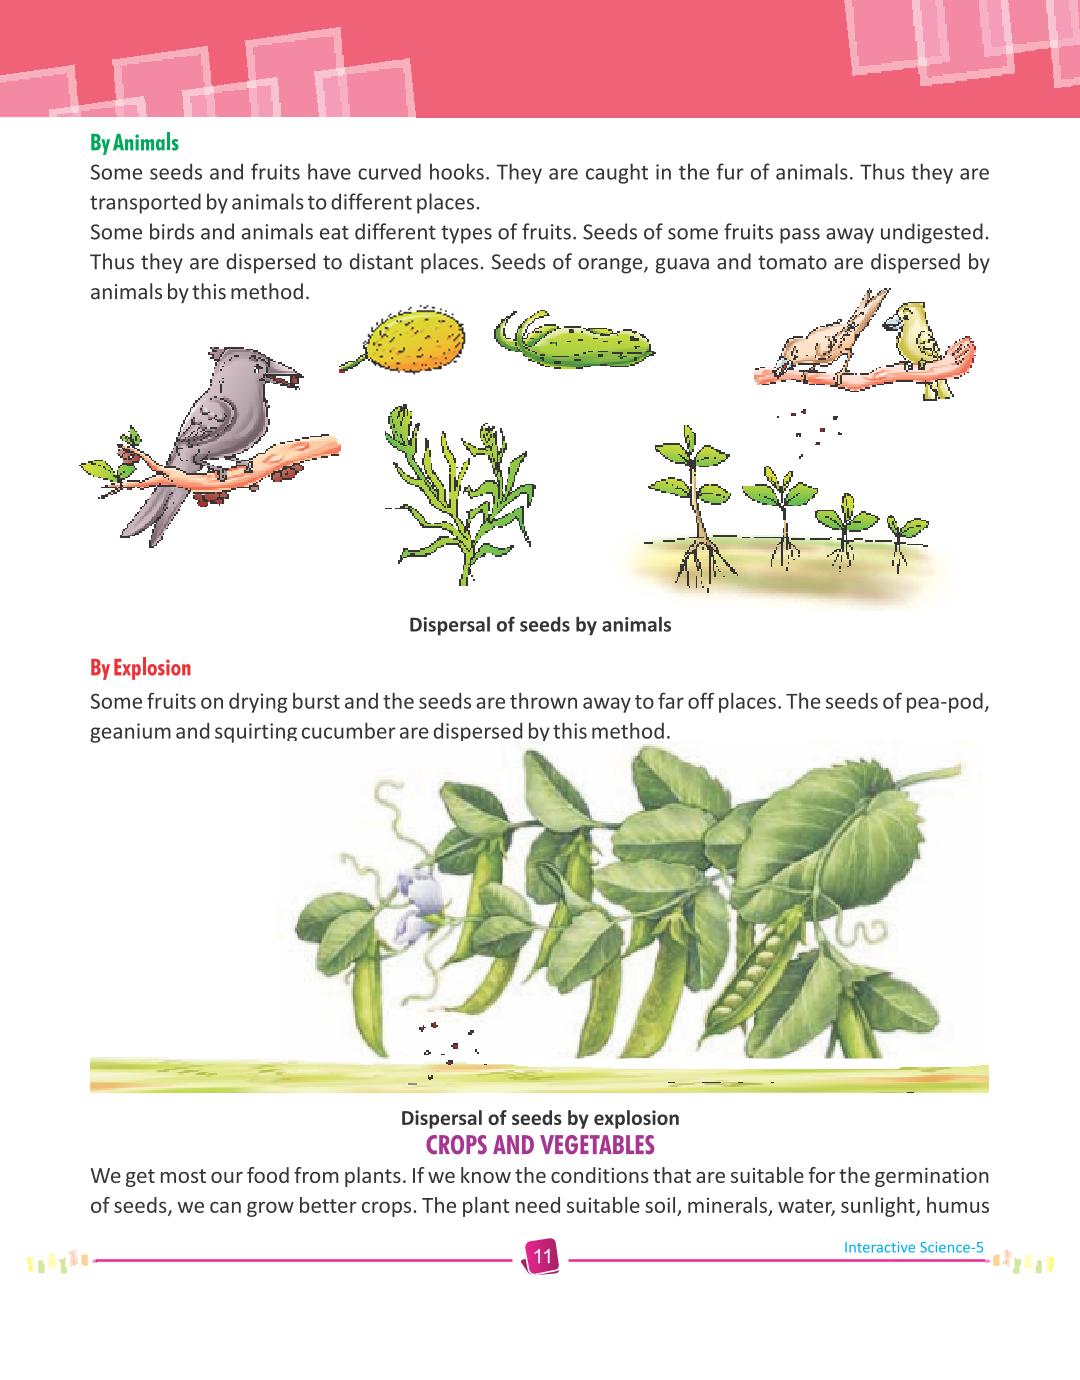 By Animals
Some seeds and fruits have curved hooks. They are caught in the fur of animals. Thus they are
transported by animals to different places.
Some birds and animals eat different types of fruits. Seeds of some fruits pass away undigested.
Thus they are dispersed to distant places. Seeds of orange, guava and tomato are dispersed by
animals by this method.
Dispersal of seeds by animals
By Explosion
Some fruits on drying burst and the seeds are thrown away to far off places. The seeds of pea-pod,
geanium and squirting cucumber are dispersed by this method.
Dispersal of seeds by explosion
CROPS AND VEGETABLES
We get most our food from plants. If we know the conditions that are suitable for the germination
of seeds, we can grow better crops. The plant need suitable soil, minerals, water, sunlight, humus
Interactive Science-5
11